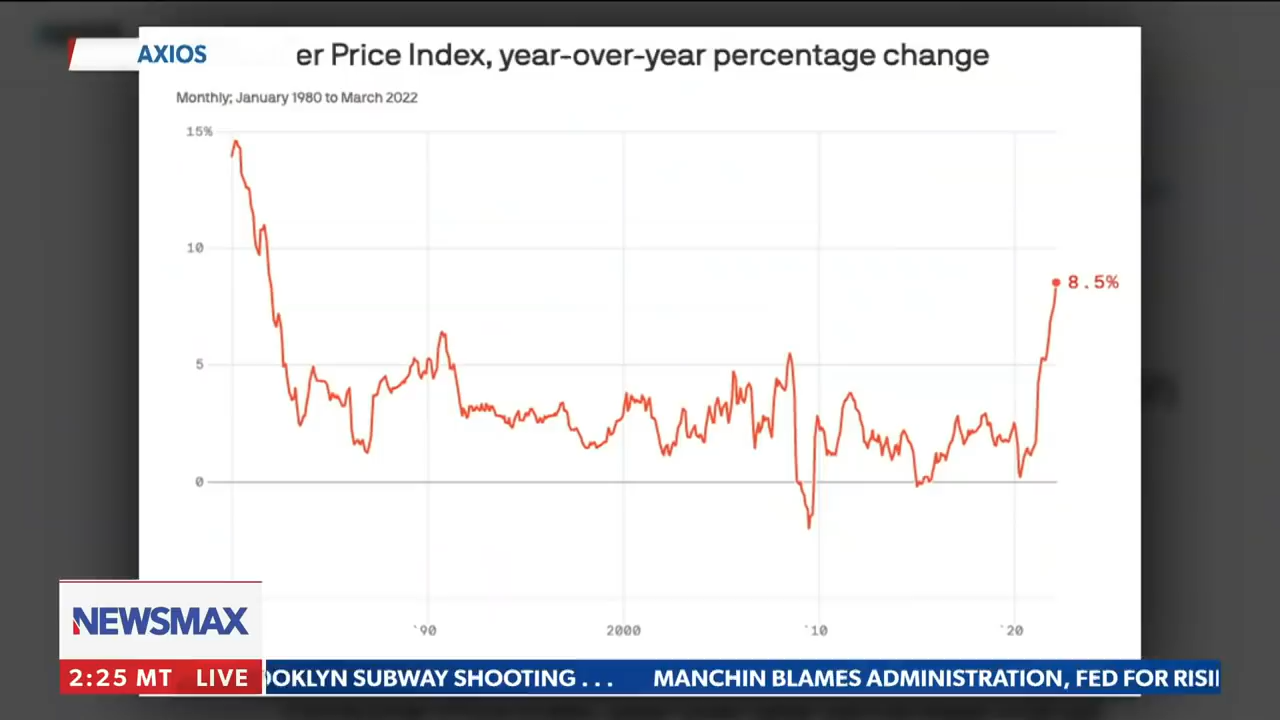 AXIOS
er Price Index, year-over-year percentage change
Monthly; January 1980 to March 2022
15%
10
8.5%
5
0
'90 2000 '10 '20
NEWSMAX
2:25 MT LIVE
OOKLYN SUBWAY SHOOTING... MANCHIN BLAMES ADMINISTRATION, FED FOR RISI